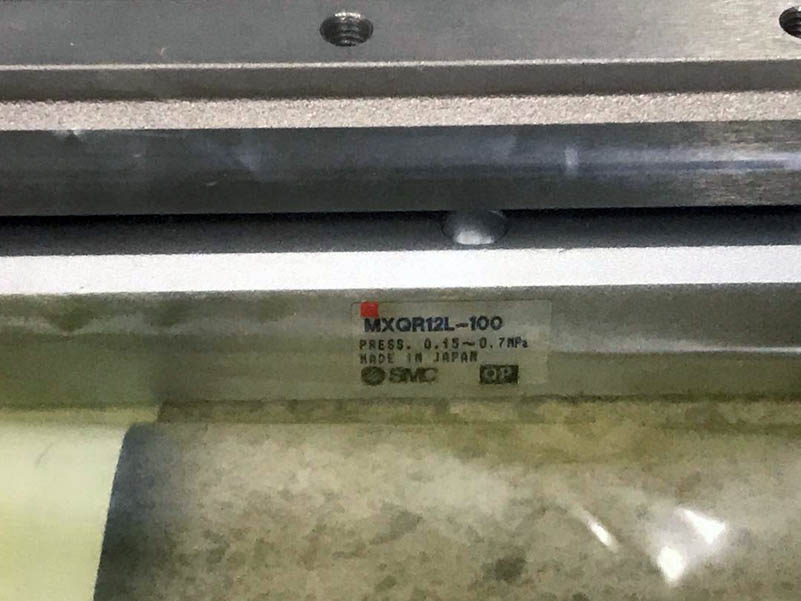 MXQR12L-100
PRESS. 0.15~0.7MPa
MADE IN JAPAN
SMC QP